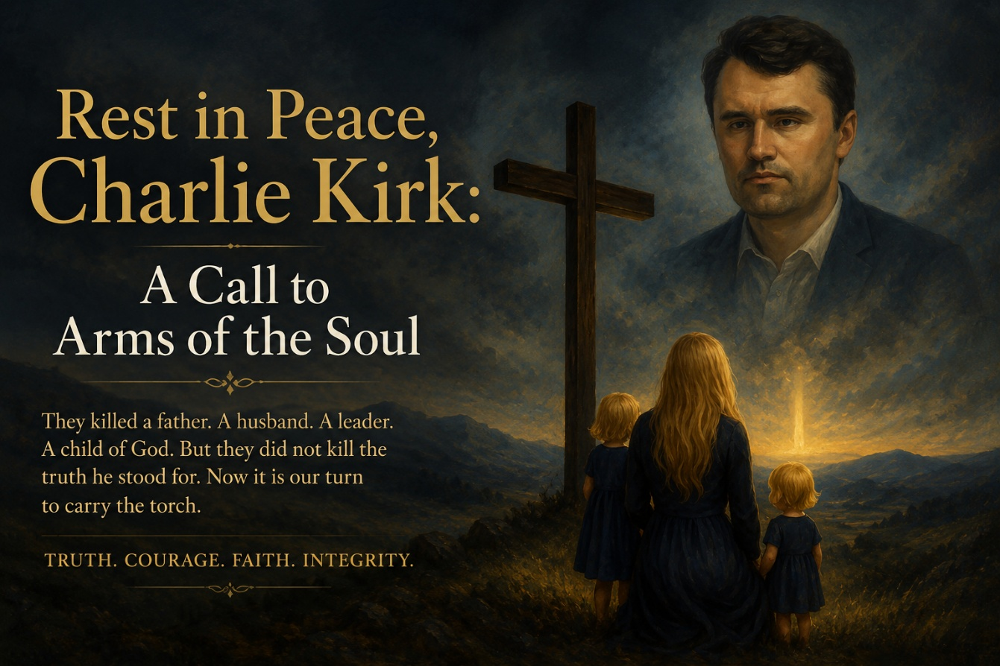 Rest in Peace,
Charlie Kirk:
A Call to
Arms of the Soul
They killed a father. A husband. A leader.
A child of God. But they did not kill the
truth he stood for. Now it is our turn
to carry the torch.
TRUTH. COURAGE. FAITH. INTEGRITY.